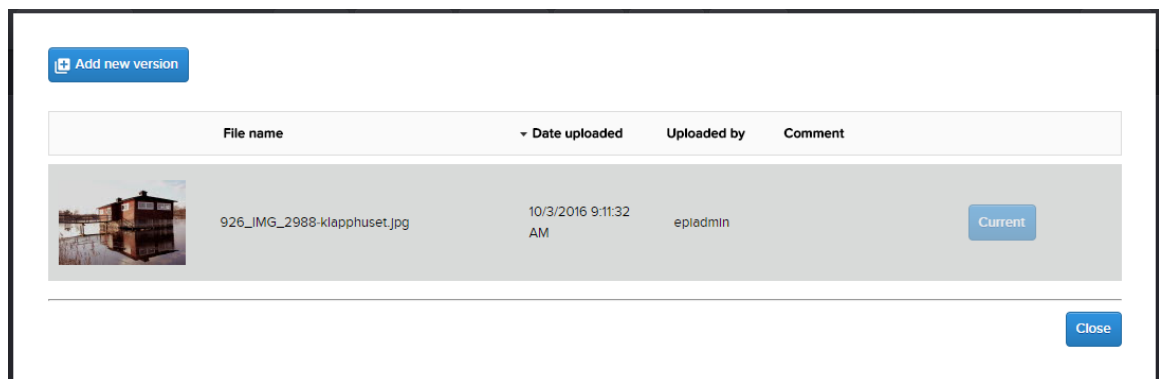 Add new version
File name Date uploaded Uploaded by Comment
926_IMG_2988-klapphuset.jpg 10/3/2016 9:11:32 epiadmin Current
AM
Close